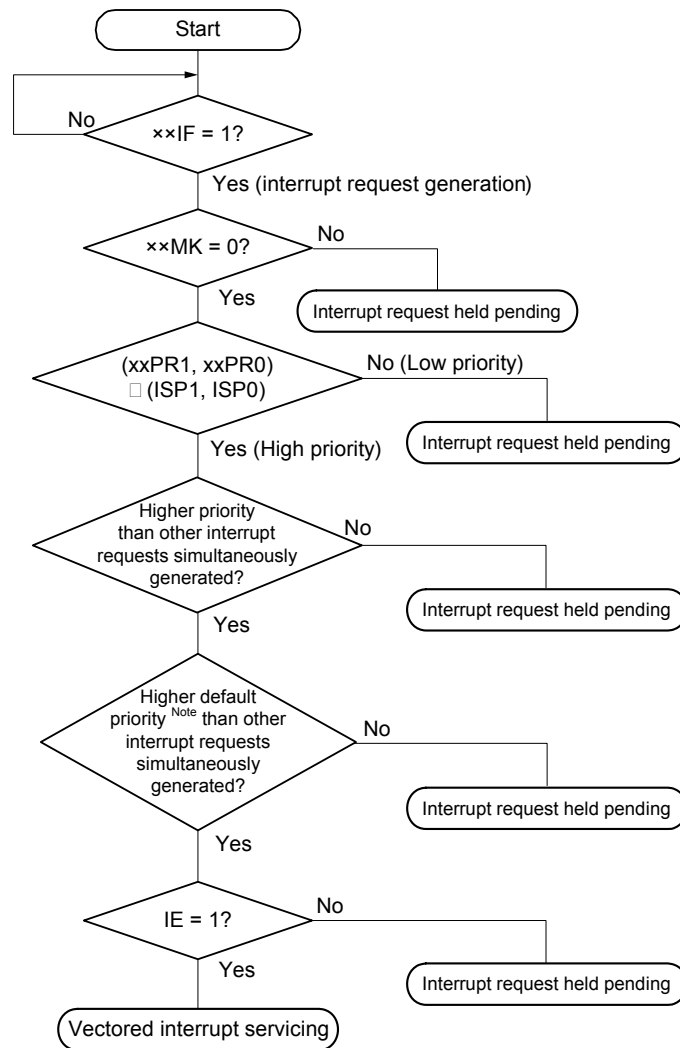 Start
No
××IF = 1?
Yes (interrupt request generation)
××MK = 0?
No
Yes
Interrupt request held pending
(xxPR1, xxPR0)
□ (ISP1, ISP0)
No (Low priority)
Interrupt request held pending
Yes (High priority)
Higher priority
than other interrupt
requests simultaneously
generated?
No
Interrupt request held pending
Yes
Higher default
priority Note than other
interrupt requests
simultaneously
generated?
No
Interrupt request held pending
Yes
IE = 1?
No
Yes
Interrupt request held pending
Vectored interrupt servicing